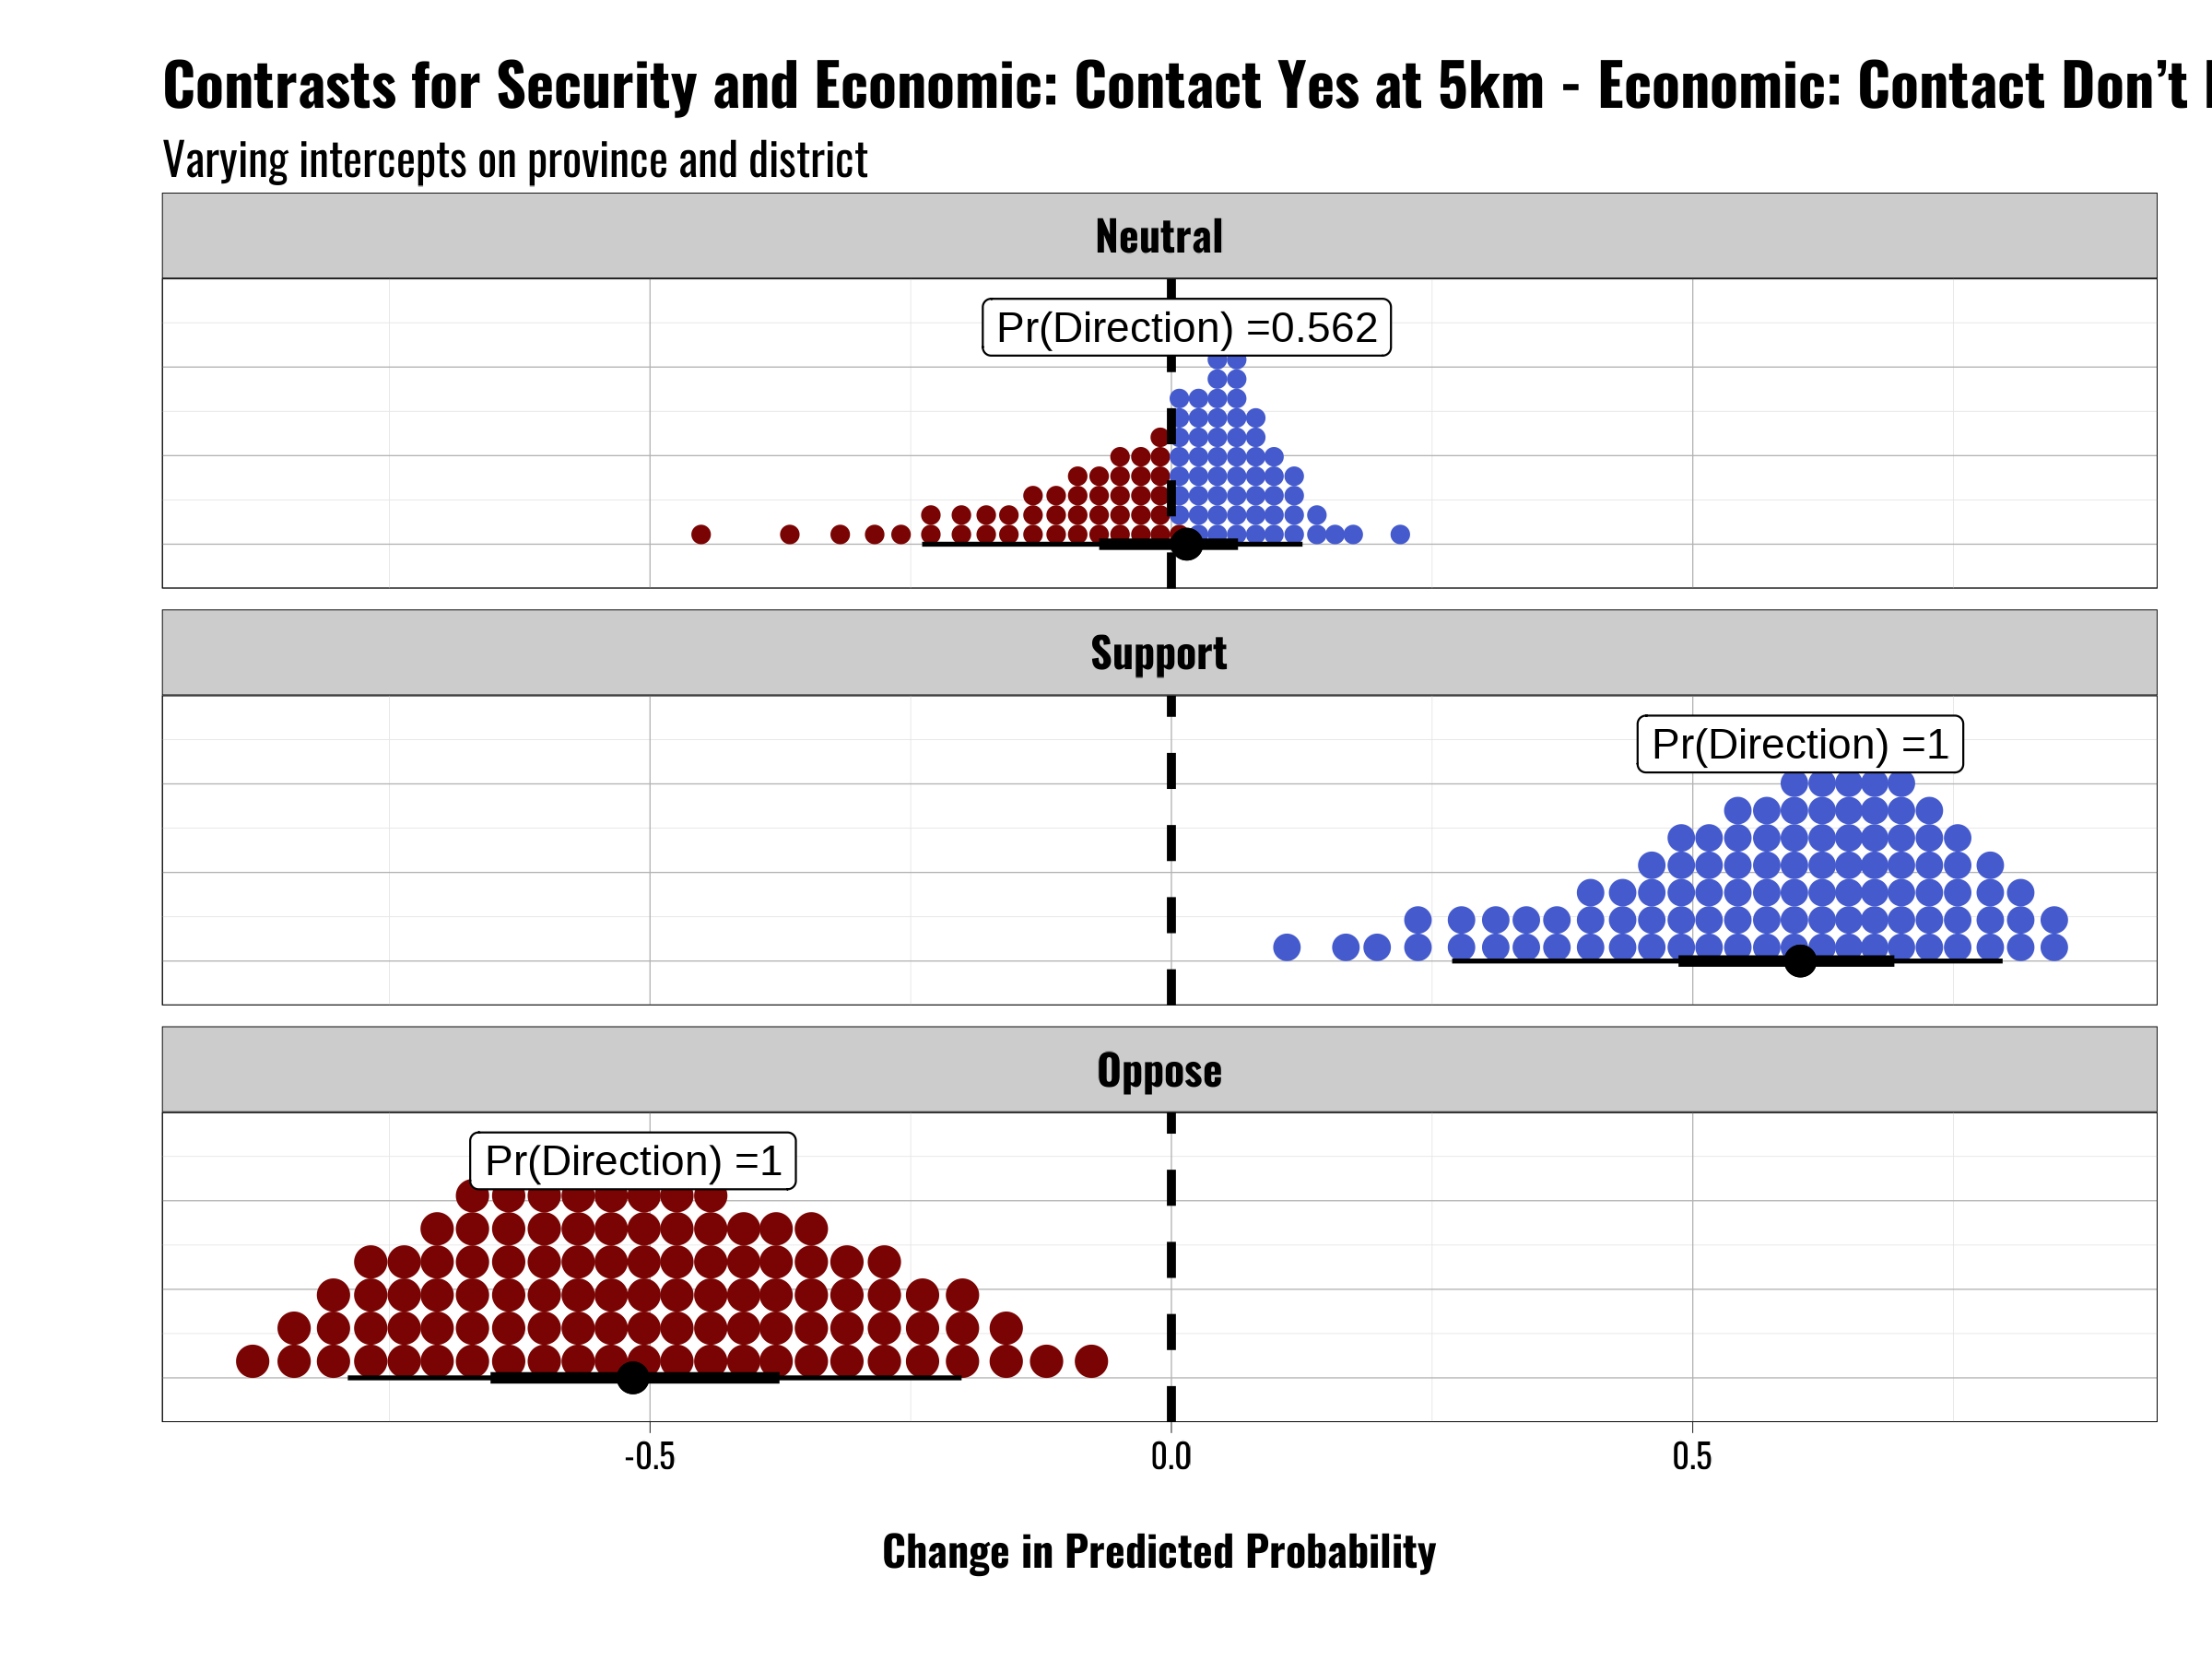 Contrasts for Security and Economic: Contact Yes at 5km - Economic: Contact Don’t
Varying intercepts on province and district
Neutral
Pr(Direction) =0.562
Support
Pr(Direction) =1
Oppose
Pr(Direction) =1
-0.5 0.0 0.5
Change in Predicted Probability